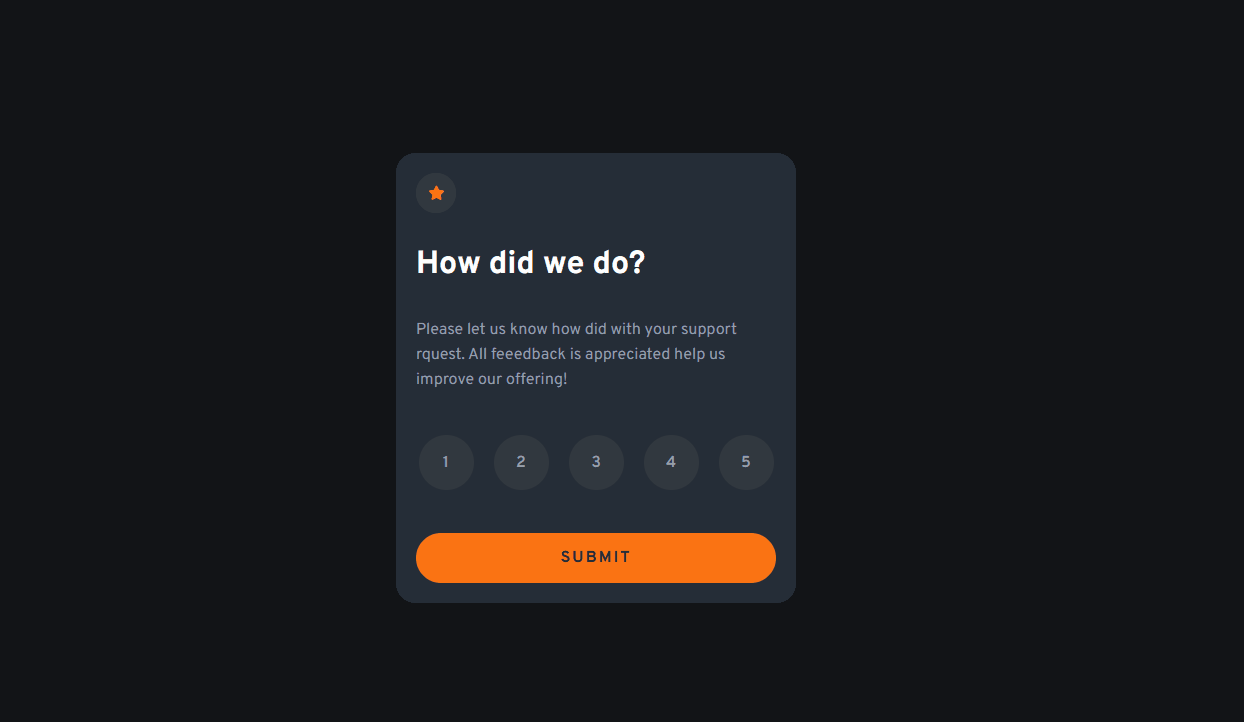 How did we do?
Please let us know how did with your support
rquest. All feeedback is appreciated help us
improve our offering!
1 2 3 4 5
SUBMIT